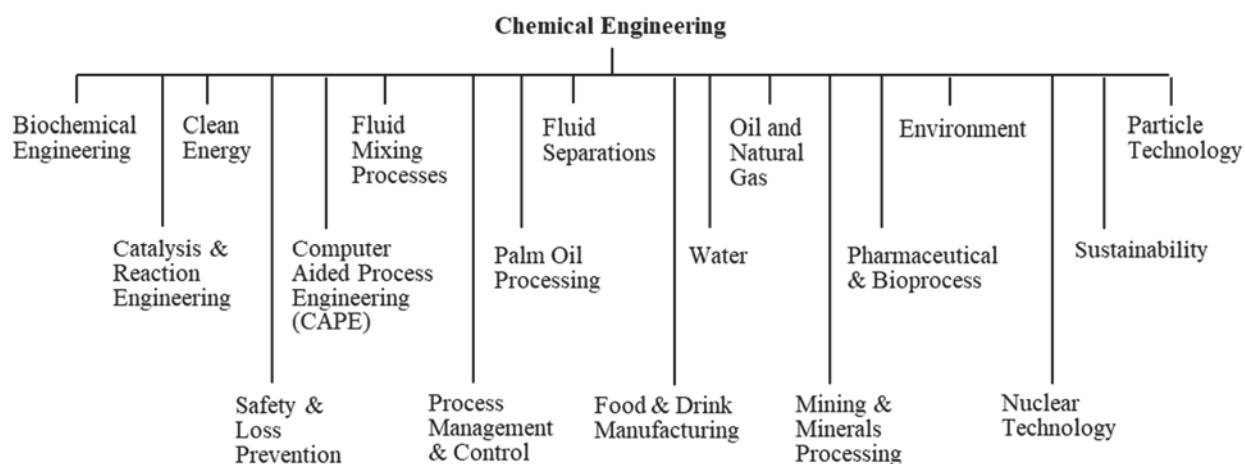 Chemical Engineering
Biochemical
Engineering
Clean
Energy
Fluid
Mixing
Processes
Fluid
Separations
Oil and
Natural
Gas
Environment
Particle
Technology
Catalysis &
Reaction
Engineering
Computer
Aided Process
Engineering
(CAPE)
Palm Oil
Processing
Water
Pharmaceutical
& Bioprocess
Sustainability
Safety &
Loss
Prevention
Process
Management
& Control
Food & Drink
Manufacturing
Mining &
Minerals
Processing
Nuclear
Technology